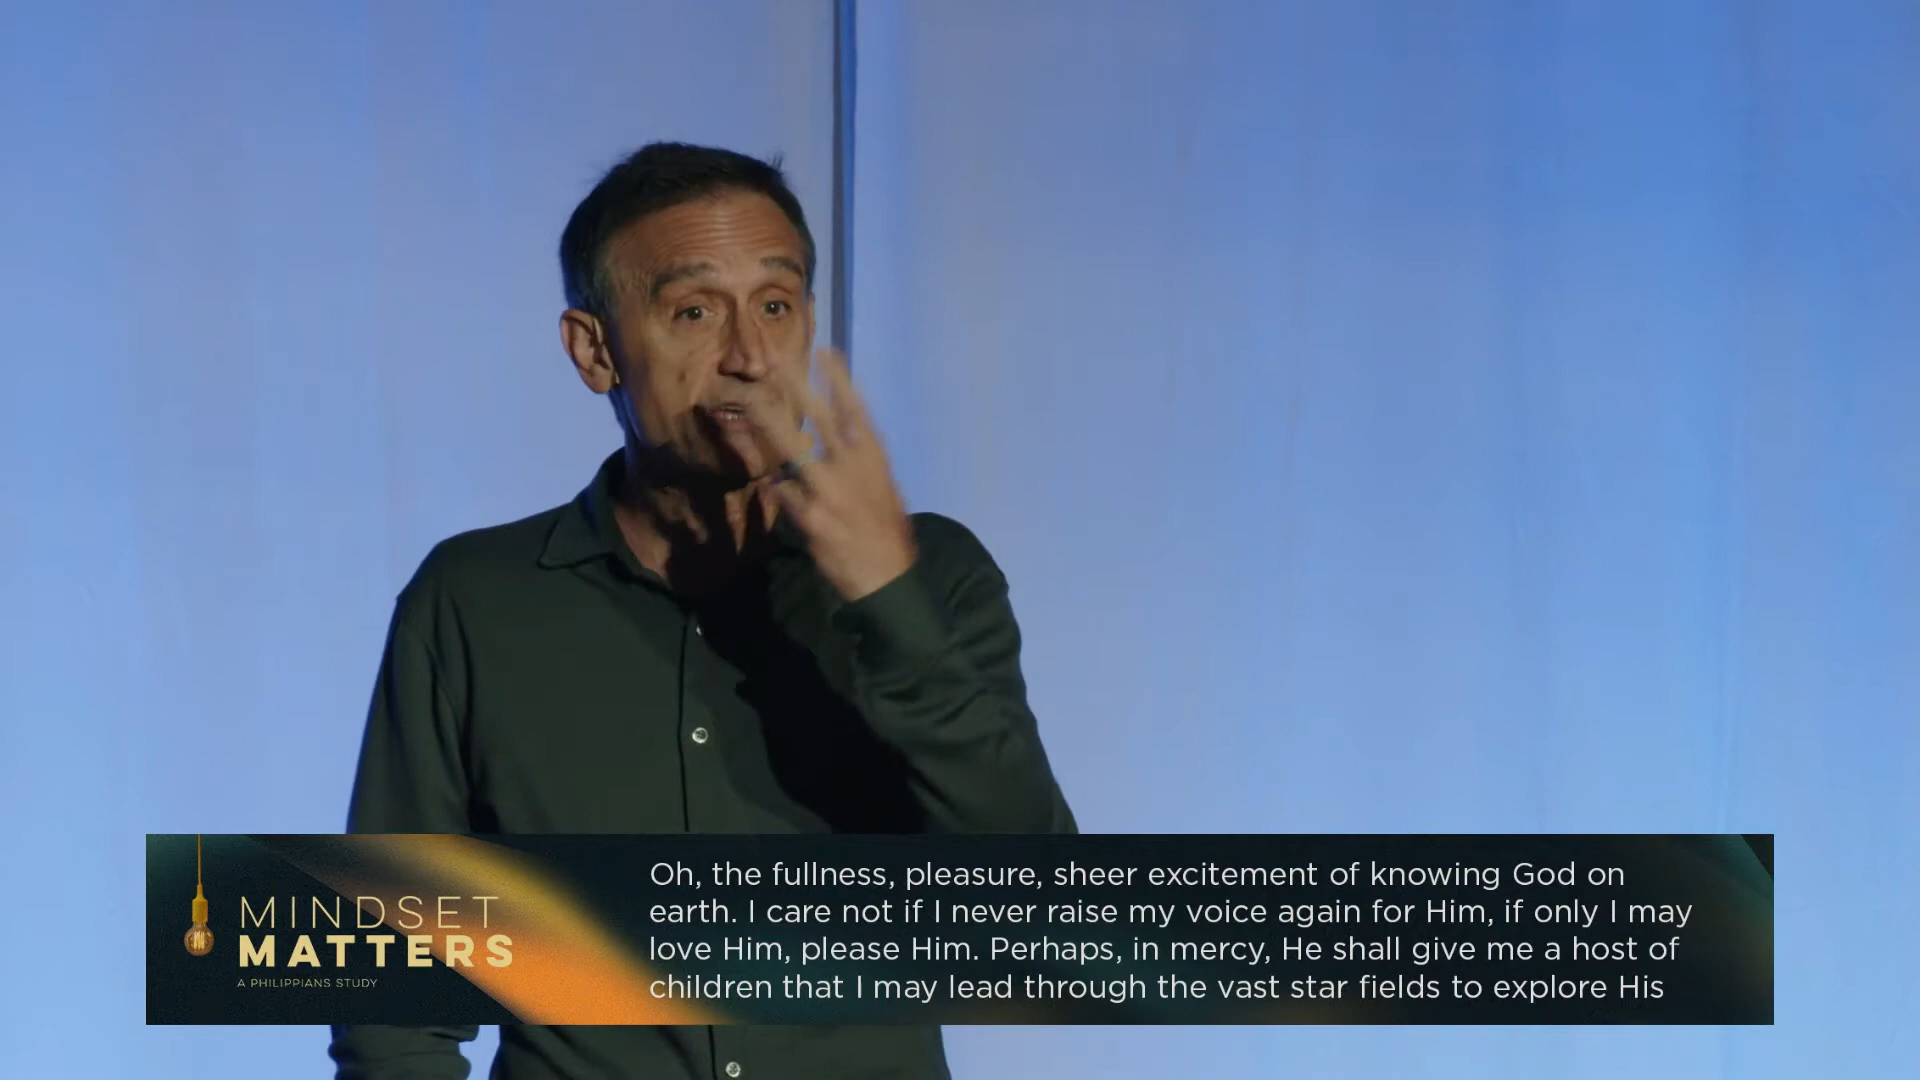 MINDSET
MATTERS
A PHILIPPIANS STUDY
Oh, the fullness, pleasure, sheer excitement of knowing God on
earth. I care not if I never raise my voice again for Him, if only I may
love Him, please Him. Perhaps, in mercy, He shall give me a host of
children that I may lead through the vast star fields to explore His